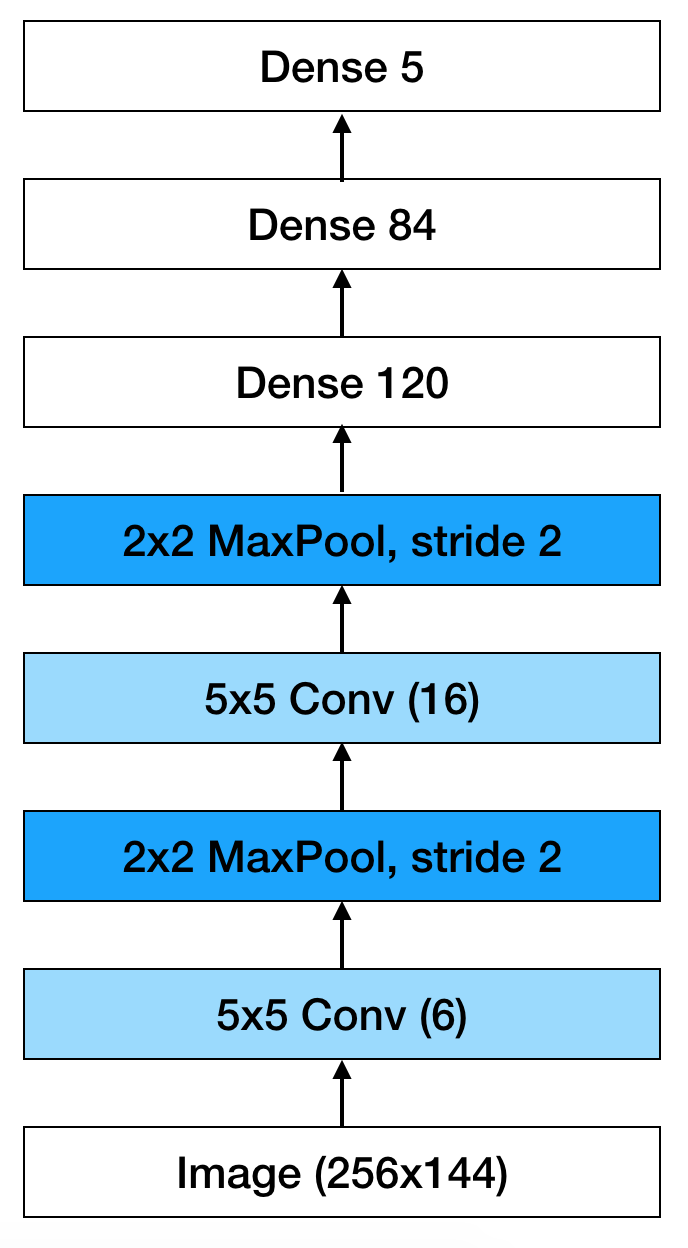 Dense 5
Dense 84
Dense 120
2x2 MaxPool, stride 2
5x5 Conv (16)
2x2 MaxPool, stride 2
5x5 Conv (6)
Image (256x144)